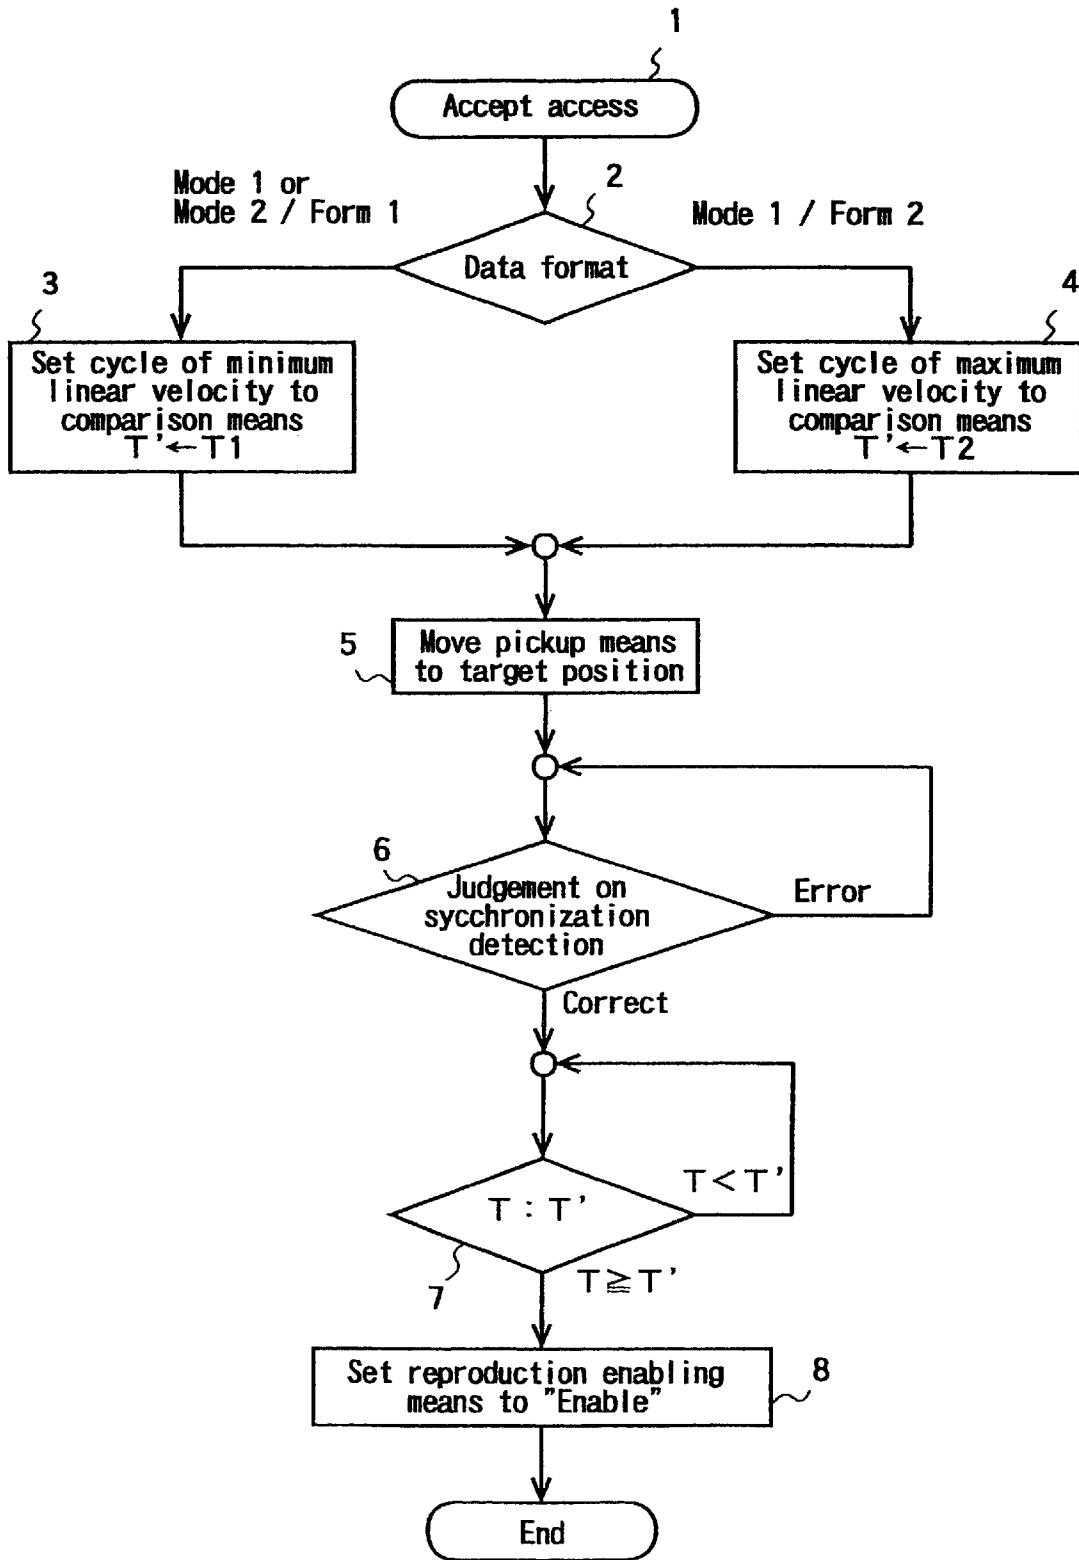 1
Accept access
Mode 1 or
Mode 2 / Form 1
2
Mode 1 / Form 2
Data format
3
4
Set cycle of minimum
linear velocity to
comparison means
T'←T1
Set cycle of maximum
linear velocity to
comparison means
T'←T2
5
Move pickup means
to target position
6
Judgement on
sycchronization
detection
Error
Correct
T : T'
T<T'
7
T≧T'
Set reproduction enabling
means to "Enable"
8
End